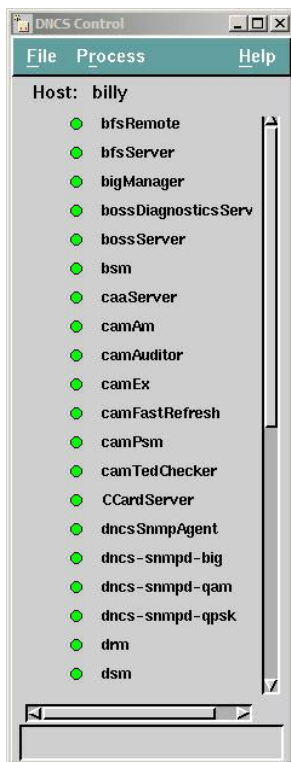 DNCS Control
File Process Help
Host: billy
bfsRemote
bfsServer
bigManager
bossDiagnosticsServ
bossServer
bsm
caaServer
camAm
camAuditor
camEx
camFastRefresh
camPsm
camTedChecker
CCardServer
dncsSnmpAgent
dncs-snmpd-big
dncs-snmpd-qam
dncs-snmpd-qpsk
drm
dsm